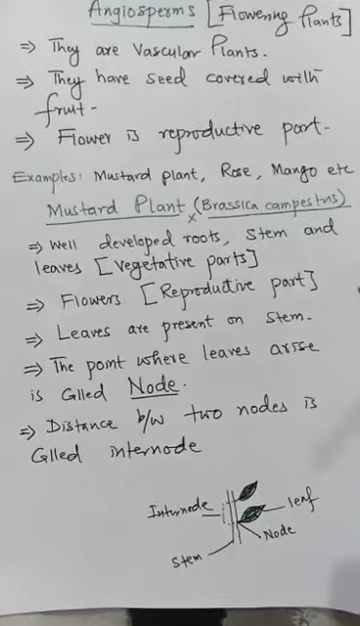 Angiosperms [Flowering Plants]
⇒ They are Vascular Plants.
⇒ They have seed covered with
fruit.
⇒ Flower is reproductive part.
Examples: Mustard plant, Rose, Mango etc
Mustard Plant (Brassica campestris)
⇒ Well developed roots, stem and
leaves [Vegetative parts]
⇒ Flowers [Reproductive part]
⇒ Leaves are present on stem.
⇒ The point where leaves arise
is Called Node.
⇒ Distance b/w two nodes is
Called internode
Internode
leaf
Node
Stem